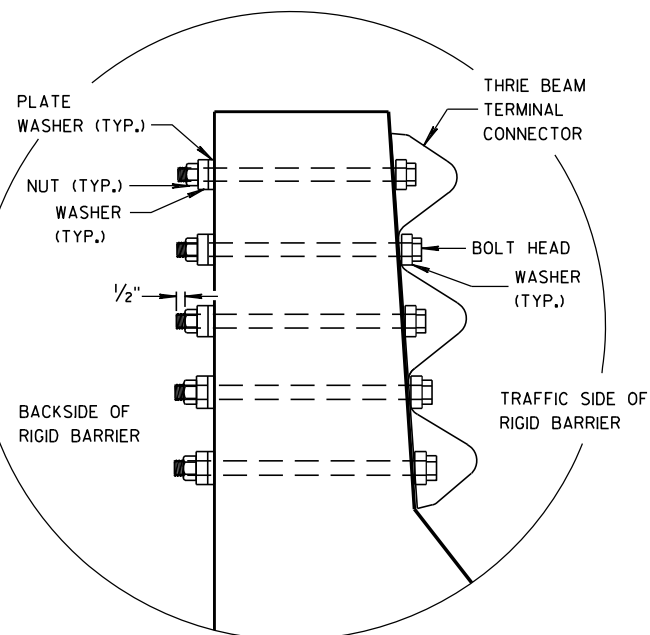 THRIE BEAM
TERMINAL
CONNECTOR
PLATE
WASHER (TYP.)
NUT (TYP.)
WASHER
(TYP.)
BOLT HEAD
WASHER
(TYP.)
½"
BACKSIDE OF
RIGID BARRIER
TRAFFIC SIDE OF
RIGID BARRIER